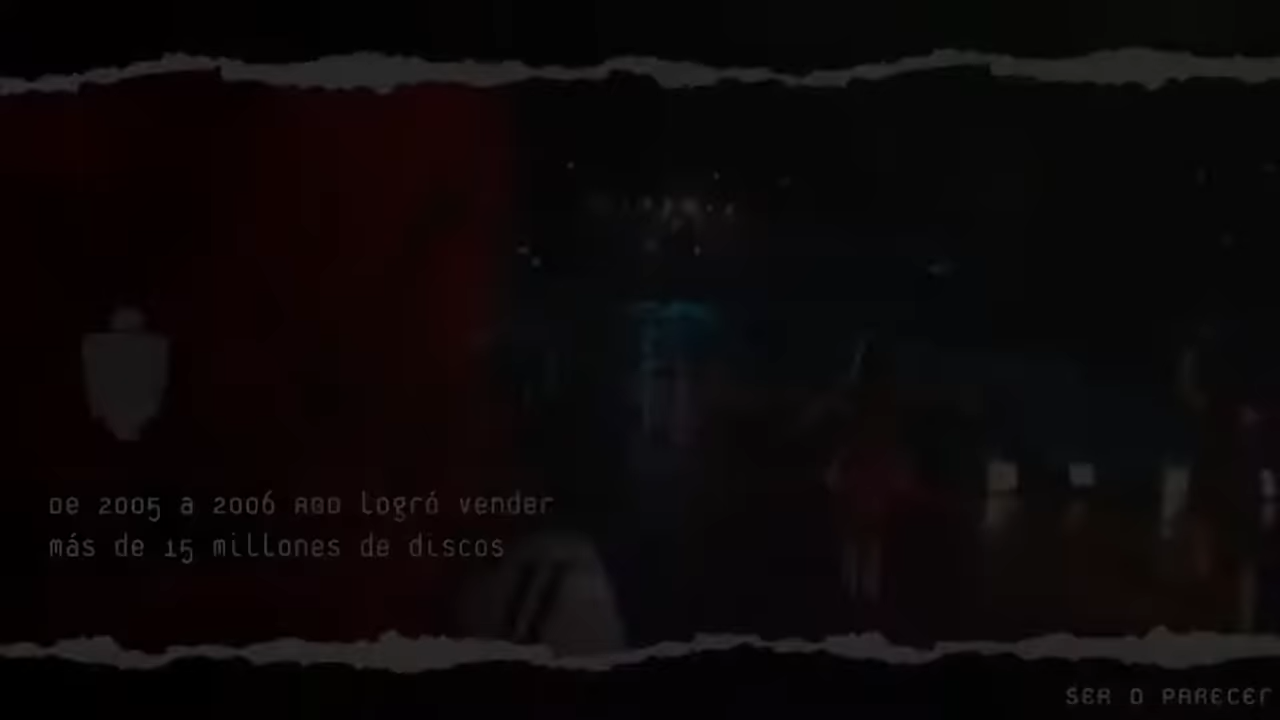 De 2005 a 2006 RBD logró vender
más de 15 millones de discos
SER O PARECER